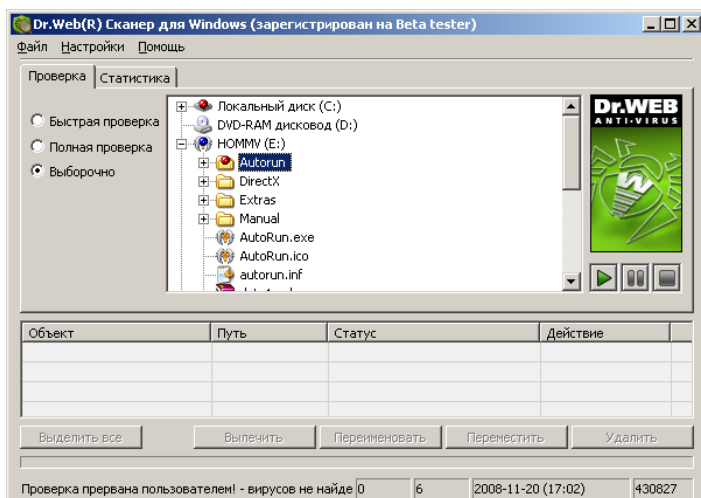 Dr.Web(R) Сканер для Windows (зарегистрирован на Beta tester)
Файл Настройки Помощь
Проверка Статистика
Быстрая проверка
Полная проверка
Выборочно
Локальный диск (C:)
DVD-RAM дисковод (D:)
HOMMV (E:)
Autorun
DirectX
Extras
Manual
AutoRun.exe
AutoRun.ico
autorun.inf
Dr.WEB
ANTI-VIRUS
Объект Путь Статус Действие
Выделить все Вылечить Переименовать Переместить Удалить
Проверка прервана пользователем! - вирусов не найде 0 6 2008-11-20 (17:02) 430827